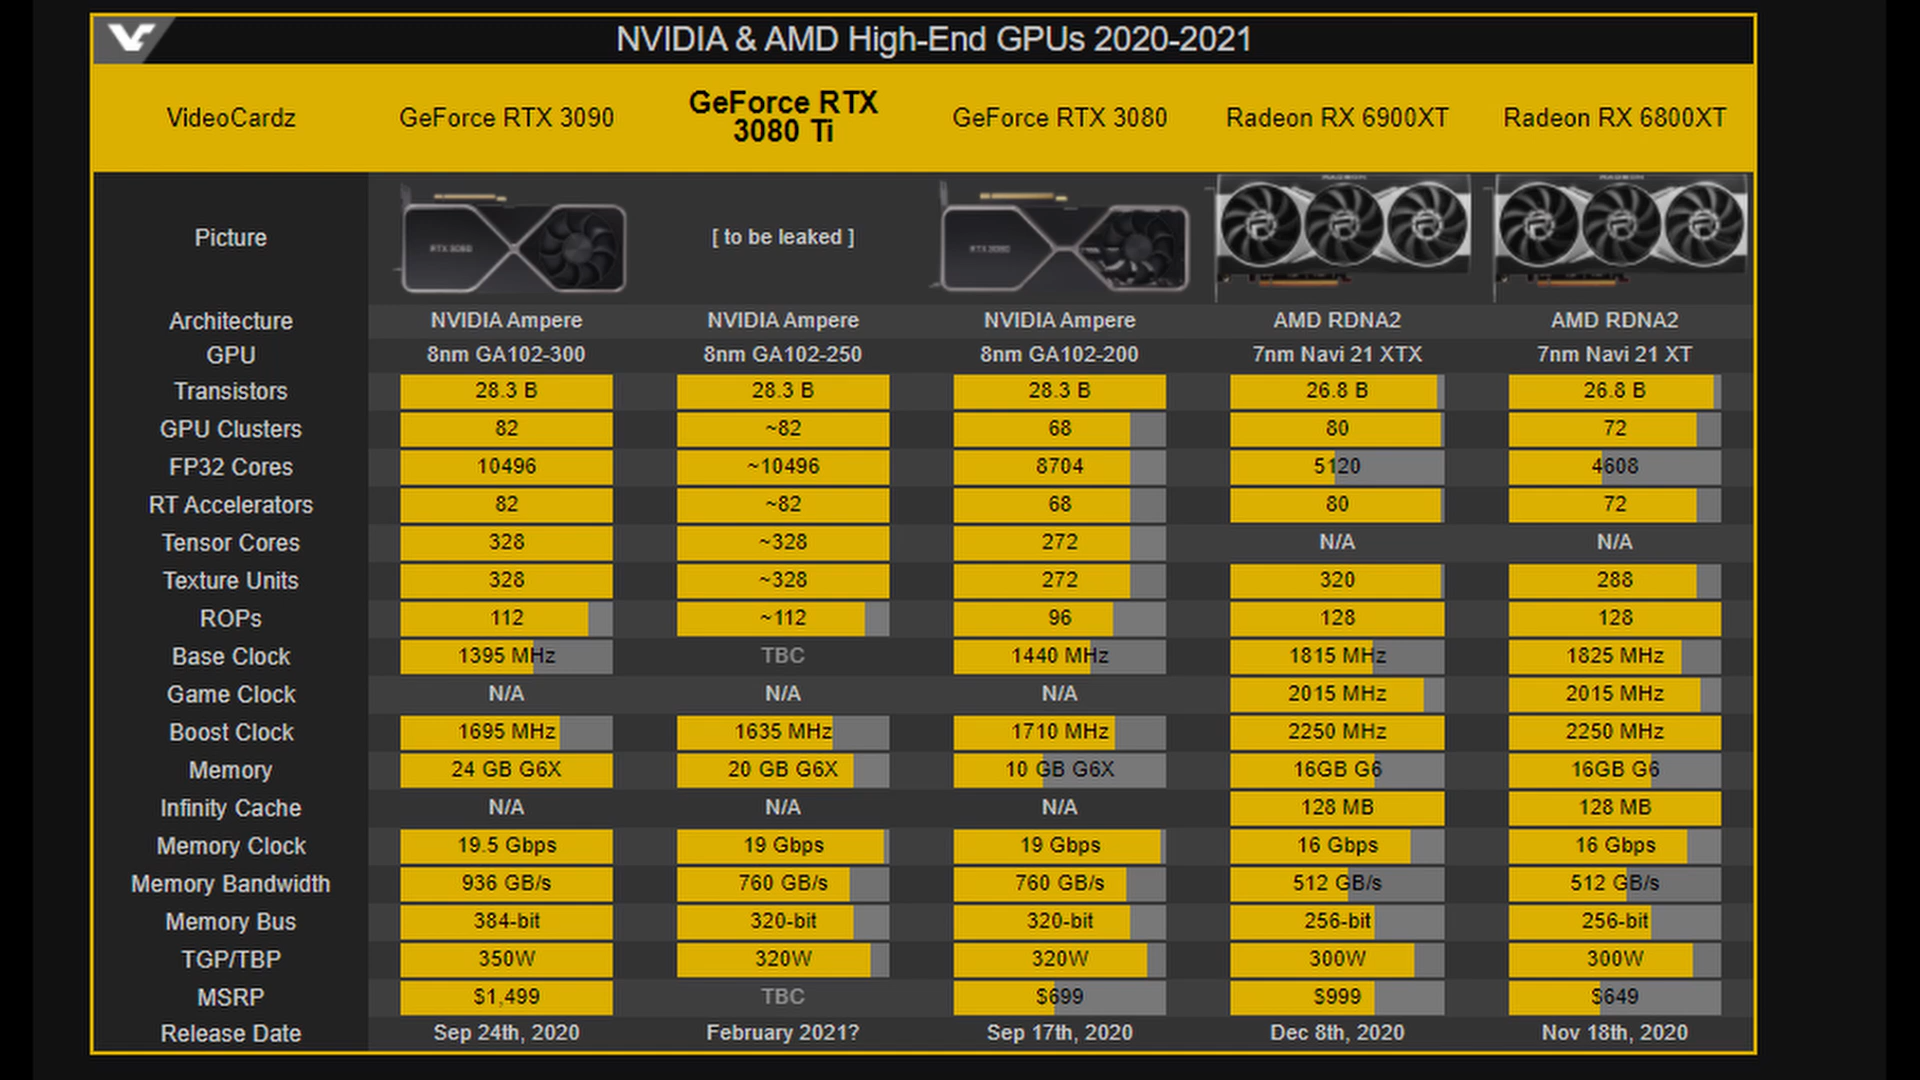 NVIDIA & AMD High-End GPUs 2020-2021
VideoCardz GeForce RTX 3090 GeForce RTX 3080 Ti GeForce RTX 3080 Radeon RX 6900XT Radeon RX 6800XT
Picture [ to be leaked ]
Architecture NVIDIA Ampere NVIDIA Ampere NVIDIA Ampere AMD RDNA2 AMD RDNA2
GPU 8nm GA102-300 8nm GA102-250 8nm GA102-200 7nm Navi 21 XTX 7nm Navi 21 XT
Transistors 28.3 B 28.3 B 28.3 B 26.8 B 26.8 B
GPU Clusters 82 ~82 68 80 72
FP32 Cores 10496 ~10496 8704 5120 4608
RT Accelerators 82 ~82 68 80 72
Tensor Cores 328 ~328 272 N/A N/A
Texture Units 328 ~328 272 320 288
ROPs 112 ~112 96 128 128
Base Clock 1395 MHz TBC 1440 MHz 1815 MHz 1825 MHz
Game Clock N/A N/A N/A 2015 MHz 2015 MHz
Boost Clock 1695 MHz 1635 MHz 1710 MHz 2250 MHz 2250 MHz
Memory 24 GB G6X 20 GB G6X 10 GB G6X 16GB G6 16GB G6
Infinity Cache N/A N/A N/A 128 MB 128 MB
Memory Clock 19.5 Gbps 19 Gbps 19 Gbps 16 Gbps 16 Gbps
Memory Bandwidth 936 GB/s 760 GB/s 760 GB/s 512 GB/s 512 GB/s
Memory Bus 384-bit 320-bit 320-bit 256-bit 256-bit
TGP/TBP 350W 320W 320W 300W 300W
MSRP $1,499 TBC $699 $999 $649
Release Date Sep 24th, 2020 February 2021? Sep 17th, 2020 Dec 8th, 2020 Nov 18th, 2020